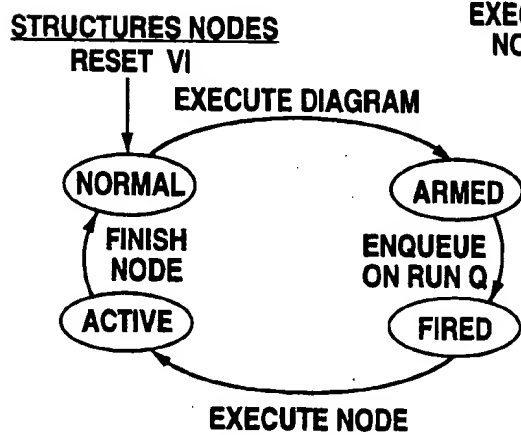 STRUCTURES NODES
RESET VI
EXECUTE DIAGRAM
NORMAL
ARMED
FINISH
NODE
ENQUEUE
ON RUN Q
ACTIVE
FIRED
EXECUTE NODE